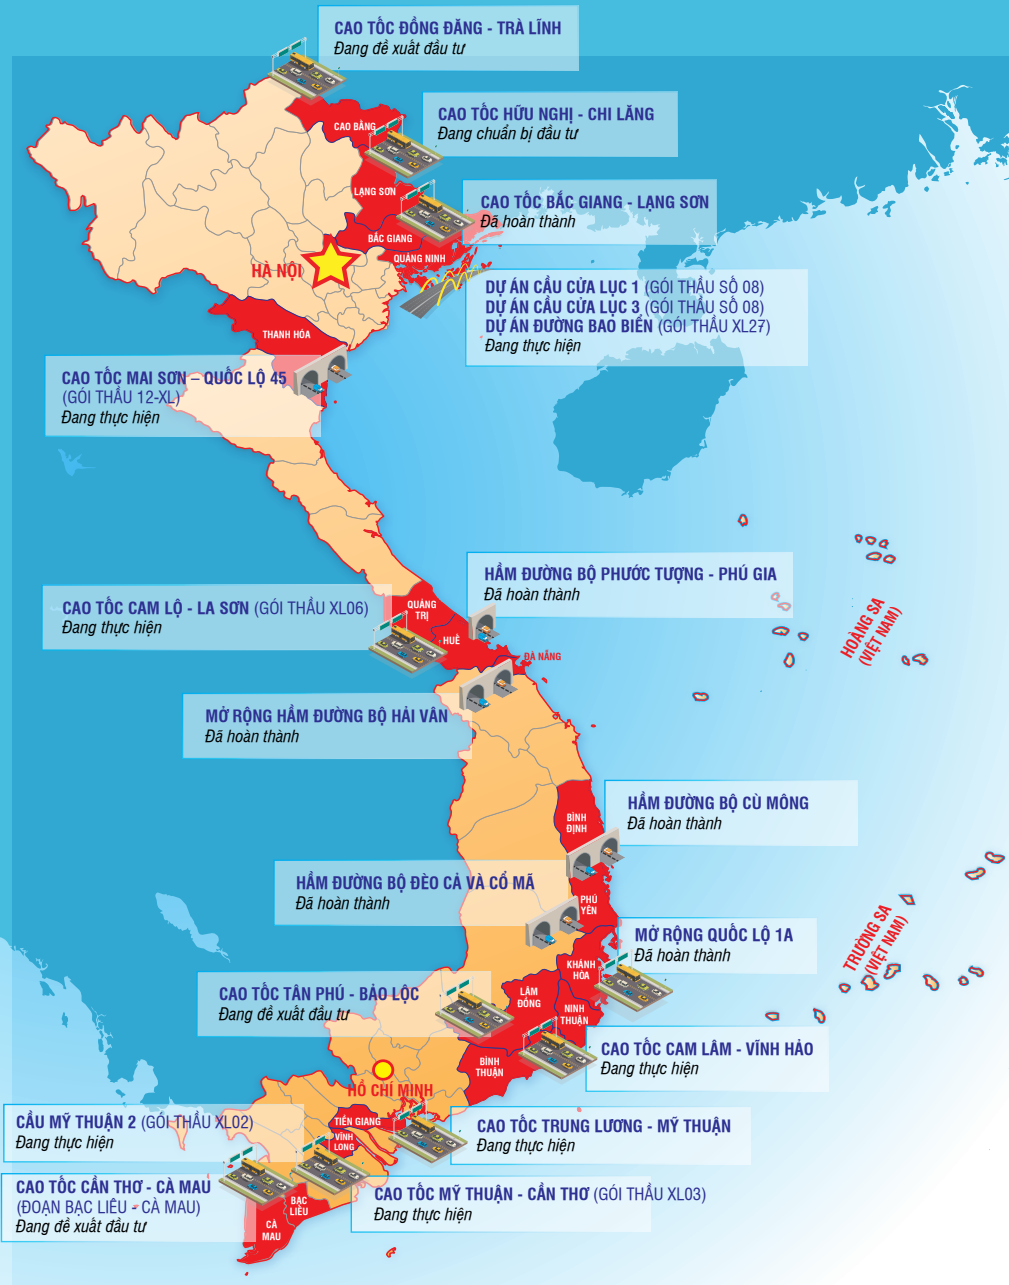 CAO TỐC ĐỒNG ĐĂNG - TRÀ LĨNH
Đang đề xuất đầu tư
CAO TỐC HỮU NGHỊ - CHI LĂNG
Đang chuẩn bị đầu tư
CAO BẰNG
LẠNG SƠN
CAO TỐC BẮC GIANG - LẠNG SƠN
Đã hoàn thành
BẮC GIANG
QUẢNG NINH
HÀ NỘI
DỰ ÁN CẦU CỬA LỤC 1 (GÓI THẦU SỐ 08)
DỰ ÁN CẦU CỬA LỤC 3 (GÓI THẦU SỐ 08)
DỰ ÁN ĐƯỜNG BAO BIỂN (GÓI THẦU XL27)
Đang thực hiện
THANH HÓA
CAO TỐC MAI SƠN – QUỐC LỘ 45
(GÓI THẦU 12-XL)
Đang thực hiện
HẦM ĐƯỜNG BỘ PHƯỚC TƯỢNG - PHÚ GIA
Đã hoàn thành
CAO TỐC CAM LỘ - LA SƠN (GÓI THẦU XL06)
Đang thực hiện
QUẢNG
TRỊ
HUẾ
ĐÀ NẴNG
HOÀNG SA
(VIỆT NAM)
MỞ RỘNG HẦM ĐƯỜNG BỘ HẢI VÂN
Đã hoàn thành
HẦM ĐƯỜNG BỘ CÙ MÔNG
Đã hoàn thành
BÌNH
ĐỊNH
HẦM ĐƯỜNG BỘ ĐÈO CẢ VÀ CỔ MÃ
Đã hoàn thành
PHÚ
YÊN
MỞ RỘNG QUỐC LỘ 1A
Đã hoàn thành
TRƯỜNG SA
(VIỆT NAM)
KHÁNH
HÒA
CAO TỐC TÂN PHÚ - BẢO LỘC
Đang đề xuất đầu tư
LÂM
ĐỒNG
NINH
THUẬN
CAO TỐC CAM LÂM - VĨNH HẢO
Đang thực hiện
BÌNH
THUẬN
HỒ CHÍ MINH
CẦU MỸ THUẬN 2 (GÓI THẦU XL02)
Đang thực hiện
TIỀN GIANG
VĨNH
LONG
CAO TỐC TRUNG LƯƠNG - MỸ THUẬN
Đang thực hiện
CAO TỐC CẦN THƠ - CÀ MAU
(ĐOẠN BẠC LIÊU - CÀ MAU)
Đang đề xuất đầu tư
CAO TỐC MỸ THUẬN - CẦN THƠ (GÓI THẦU XL03)
Đang thực hiện
BẠC
LIÊU
CÀ
MAU